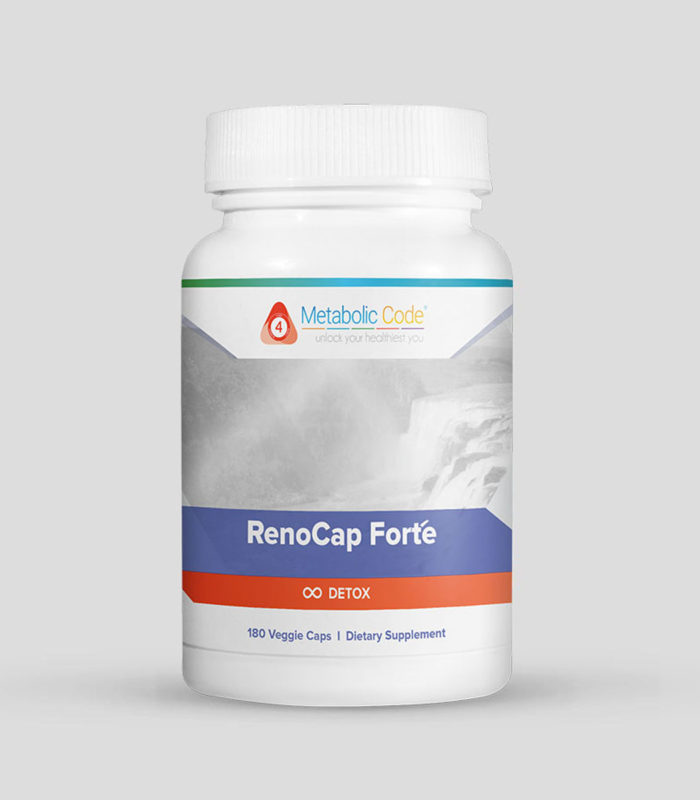 4
Metabolic Code®
unlock your healthiest you
RenoCap Forté
∞ DETOX
180 Veggie Caps | Dietary Supplement